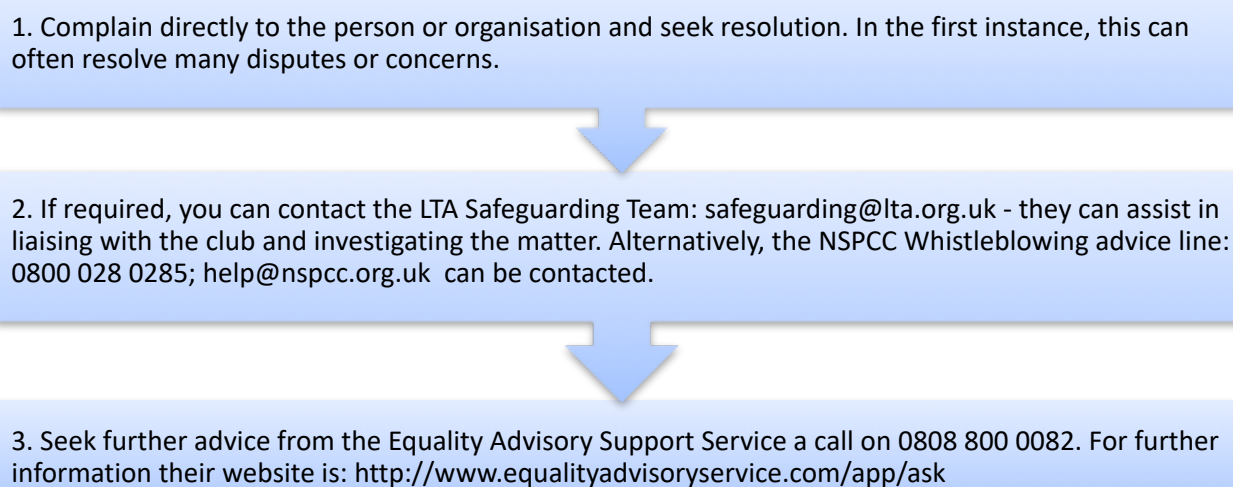 1. Complain directly to the person or organisation and seek resolution. In the first instance, this can
often resolve many disputes or concerns.
2. If required, you can contact the LTA Safeguarding Team: safeguarding@lta.org.uk - they can assist in
liaising with the club and investigating the matter. Alternatively, the NSPCC Whistleblowing advice line:
0800 028 0285; help@nspcc.org.uk  can be contacted.
3. Seek further advice from the Equality Advisory Support Service a call on 0808 800 0082. For further
information their website is: http://www.equalityadvisoryservice.com/app/ask